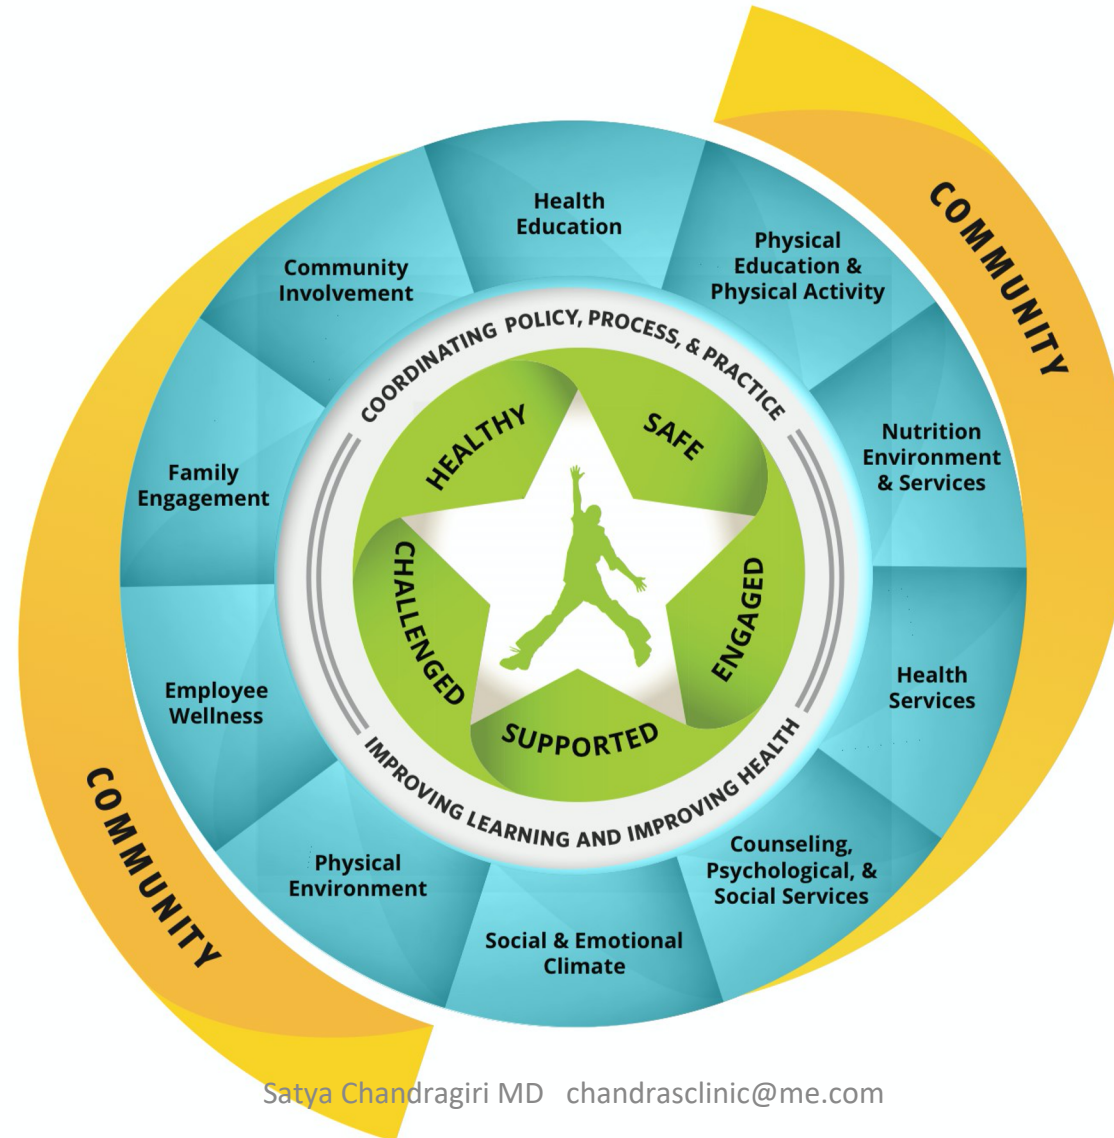 COMMUNITY
Health
Education
Physical
Education &
Physical Activity
Nutrition
Environment
& Services
Health
Services
Counseling,
Psychological, &
Social Services
Social & Emotional
Climate
Physical
Environment
Employee
Wellness
Family
Engagement
Community
Involvement
COORDINATING POLICY, PROCESS, & PRACTICE
IMPROVING LEARNING AND IMPROVING HEALTH
HEALTHY
SAFE
ENGAGED
SUPPORTED
CHALLENGED
COMMUNITY
Satya Chandragiri MD chandrasclinic@me.com